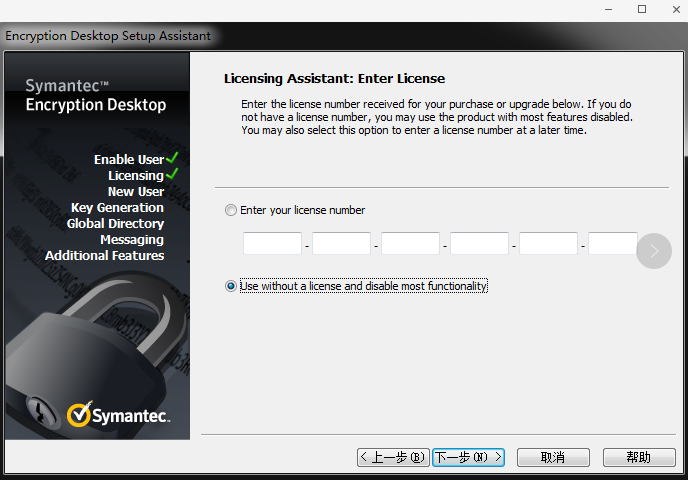 Encryption Desktop Setup Assistant
Symantec™
Encryption Desktop
Enable User
Licensing
New User
Key Generation
Global Directory
Messaging
Additional Features
Symantec™
Licensing Assistant: Enter License
Enter the license number received for your purchase or upgrade below. If you do
not have a license number, you may use the product with most features disabled.
You may also select this option to enter a license number at a later time.
Enter your license number
- - - - -
Use without a license and disable most functionality
< 上一步(B)
下一步(N) >
取消
帮助